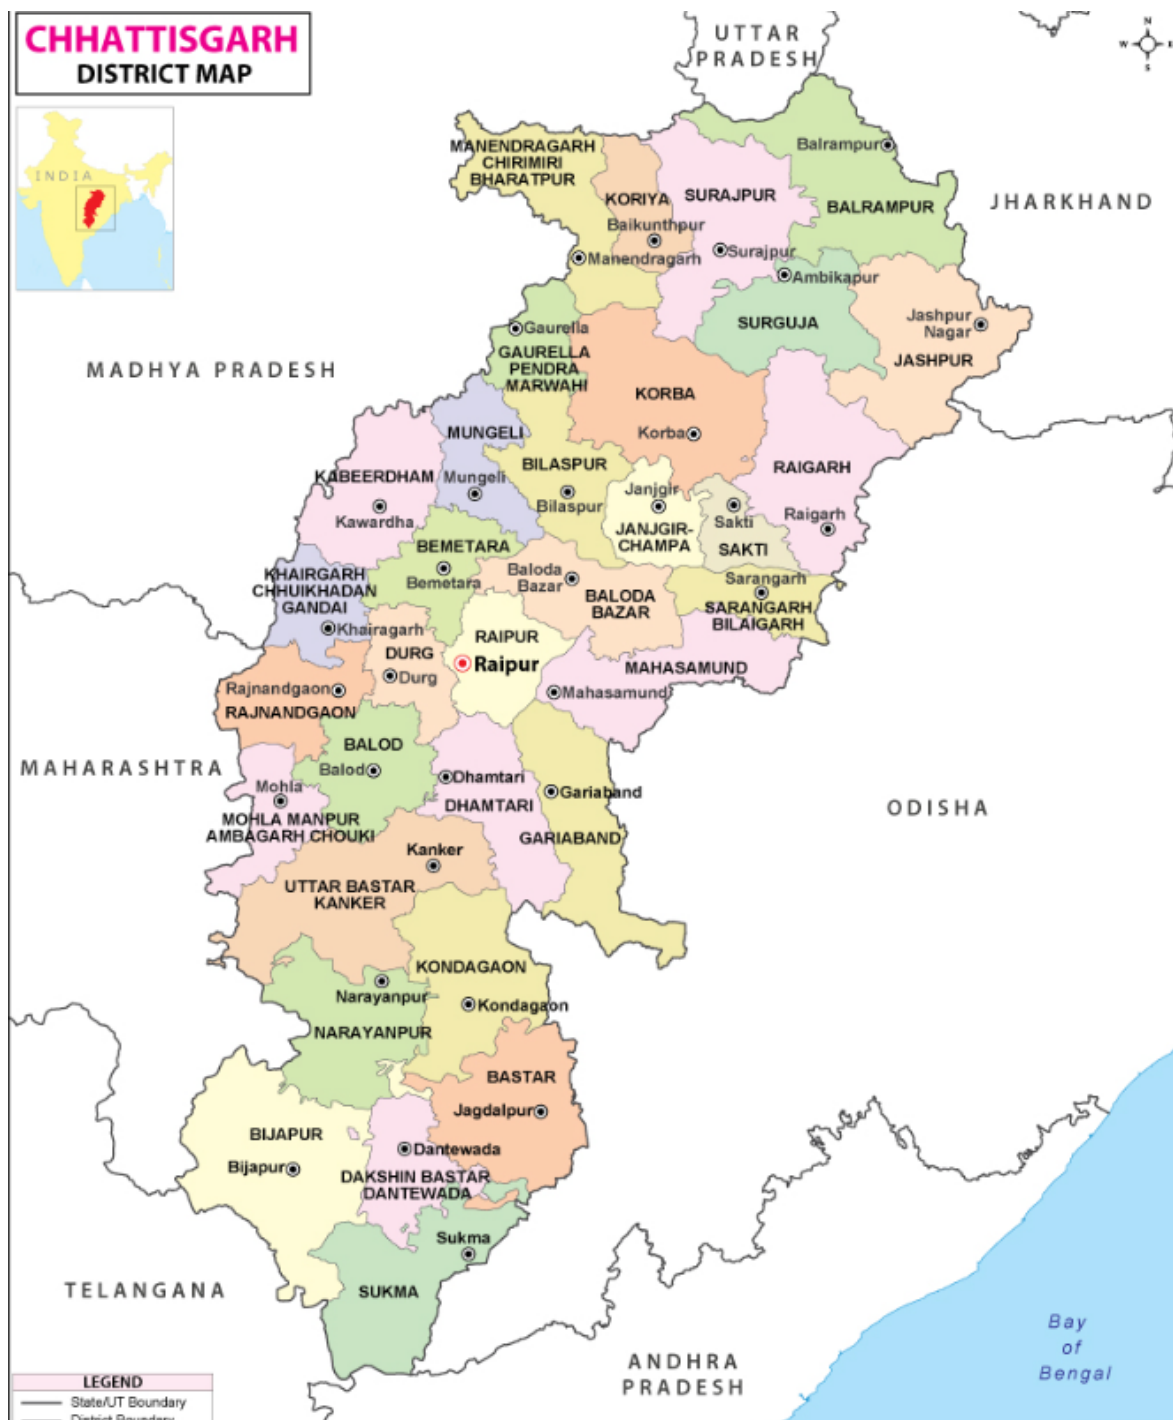 CHHATTISGARH
DISTRICT MAP
UTTAR
PRADESH
N
W
E
S
INDIA
JHARKHAND
MADHYA PRADESH
MAHARASHTRA
ODISHA
TELANGANA
ANDHRA
PRADESH
Bay
of
Bengal
MANENDRAGARH
CHIRIMIRI
BHARATPUR
Manendragarh
KORIYA
Baikunthpur
SURAJPUR
Surajpur
Balrampur
BALRAMPUR
Ambikapur
SURGUJA
Jashpur
Nagar
JASHPUR
Gaurella
GAURELLA
PENDRA
MARWAHI
KORBA
Korba
MUNGELI
Mungeli
BILASPUR
Bilaspur
RAIGARH
Raigarh
KABEERDHAM
Kawardha
Janjgir
JANJGIR-
CHAMPA
Sakti
SAKTI
BEMETARA
Bemetara
KHAIRGARH
CHHUIKHADAN
GANDAI
Khairagarh
Baloda
Bazar
BALODA
BAZAR
Sarangarh
SARANGARH
BILAIGARH
RAIPUR
Raipur
DURG
Durg
MAHASAMUND
Mahasamund
Rajnandgaon
RAJNANDGAON
BALOD
Balod
Mohla
MOHLA MANPUR
AMBAGARH CHOUKI
Dhamtari
DHAMTARI
Gariaband
GARIABAND
Kanker
UTTAR BASTAR
KANKER
KONDAGAON
Kondagaon
Narayanpur
NARAYANPUR
BASTAR
Jagdalpur
BIJAPUR
Bijapur
Dantewada
DAKSHIN BASTAR
DANTEWADA
Sukma
SUKMA
LEGEND
State/UT Boundary
District Boundary